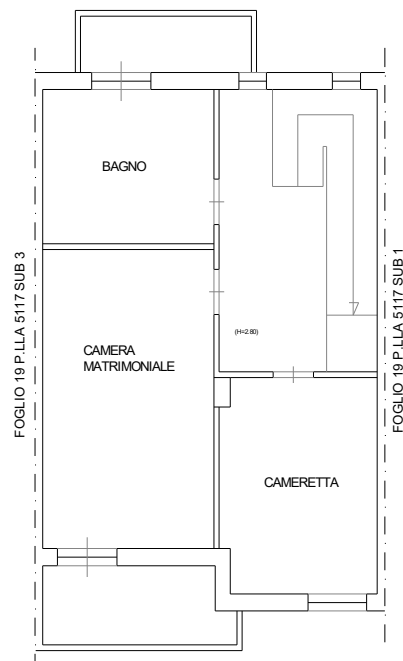 BAGNO
FOGLIO 19 P.LLA 5117 SUB 3
FOGLIO 19 P.LLA 5117 SUB 1
(H=2.80)
CAMERA
MATRIMONIALE
CAMERETTA